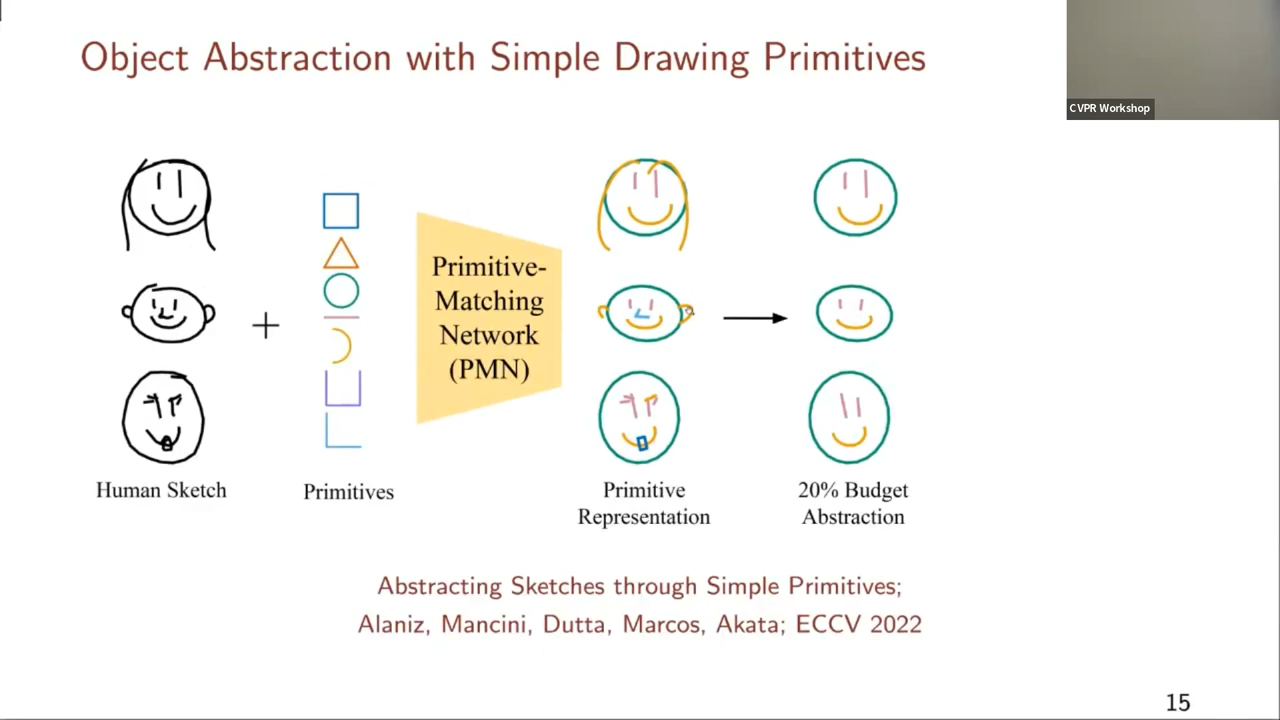 Object Abstraction with Simple Drawing Primitives
CVPR Workshop
Primitive-
Matching
Network
(PMN)
Human Sketch
Primitives
Primitive
Representation
20% Budget
Abstraction
Abstracting Sketches through Simple Primitives;
Alaniz, Mancini, Dutta, Marcos, Akata; ECCV 2022
15